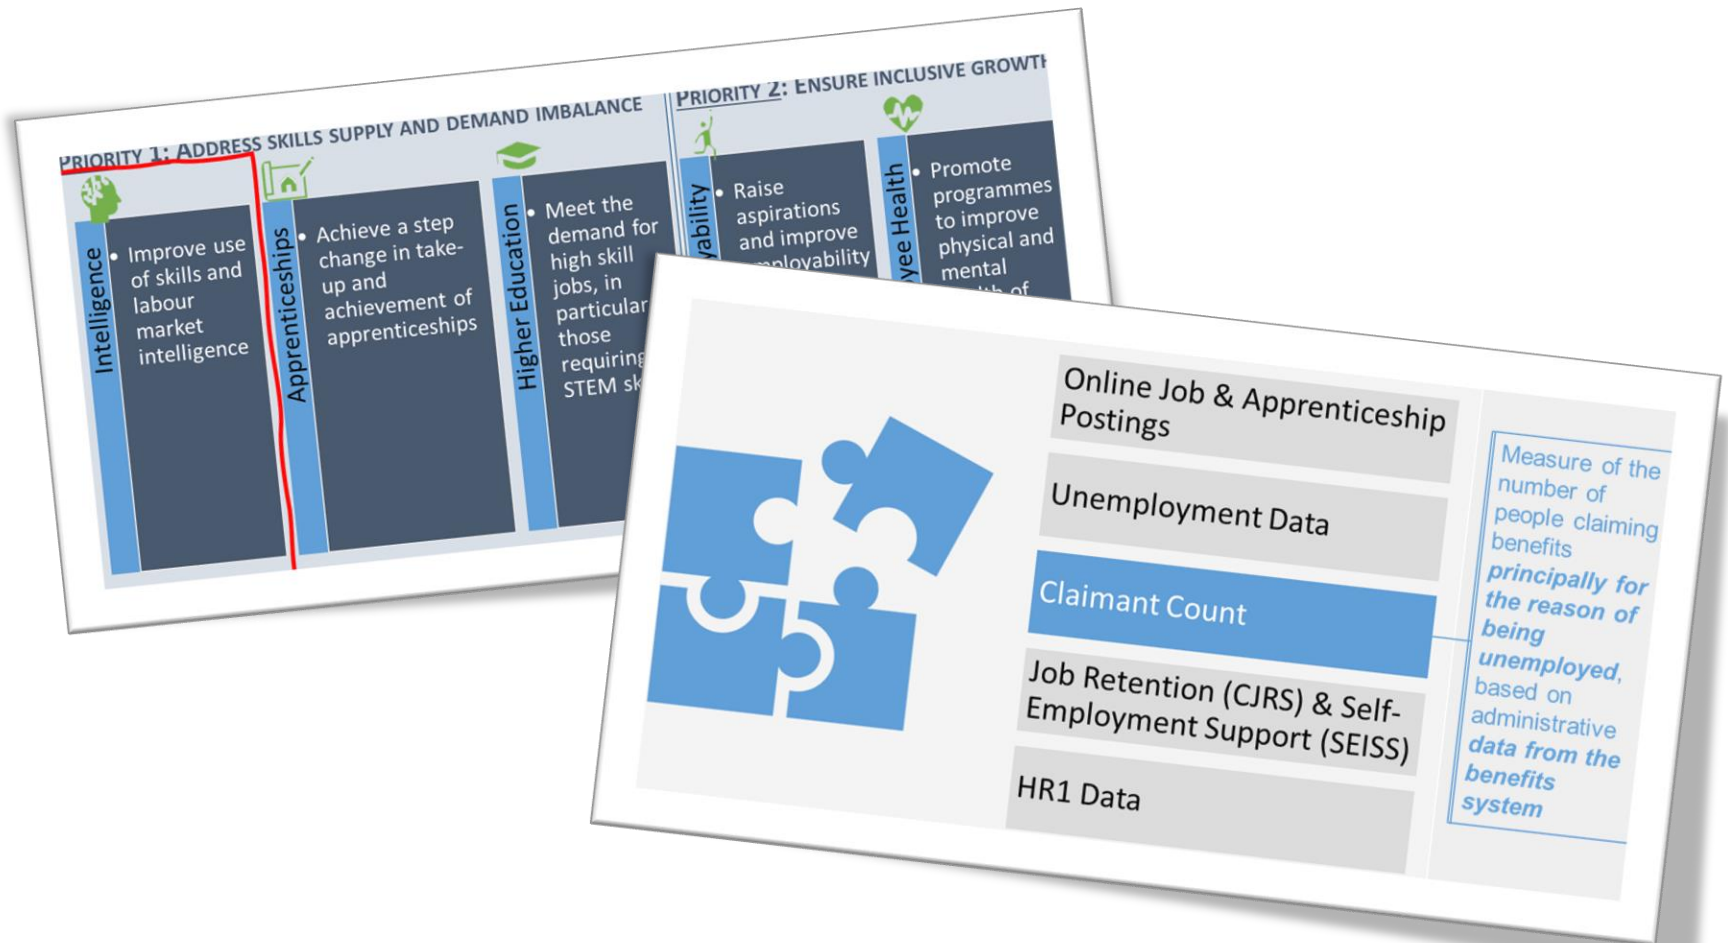 PRIORITY 1: ADDRESS SKILLS SUPPLY AND DEMAND IMBALANCE
Intelligence
• Improve use
of skills and
labour
market
intelligence
Apprenticeships
• Achieve a step
change in take-
up and
achievement of
apprenticeships
Higher Education
• Meet the
demand for
high skill
jobs, in
particular
those
requiring
STEM
PRIORITY 2: ENSURE INCLUSIVE GROWTH
• Raise
aspirations
and improve
• Promote
programmes
to improve
physical and
mental
of
Health
Online Job & Apprenticeship
Postings
Unemployment Data
Claimant Count
Job Retention (CJRS) & Self-
Employment Support (SEISS)
HR1 Data
Measure of the
number of
people claiming
benefits
principally for
the reason of
being
unemployed,
based on
administrative
data from the
benefits
system